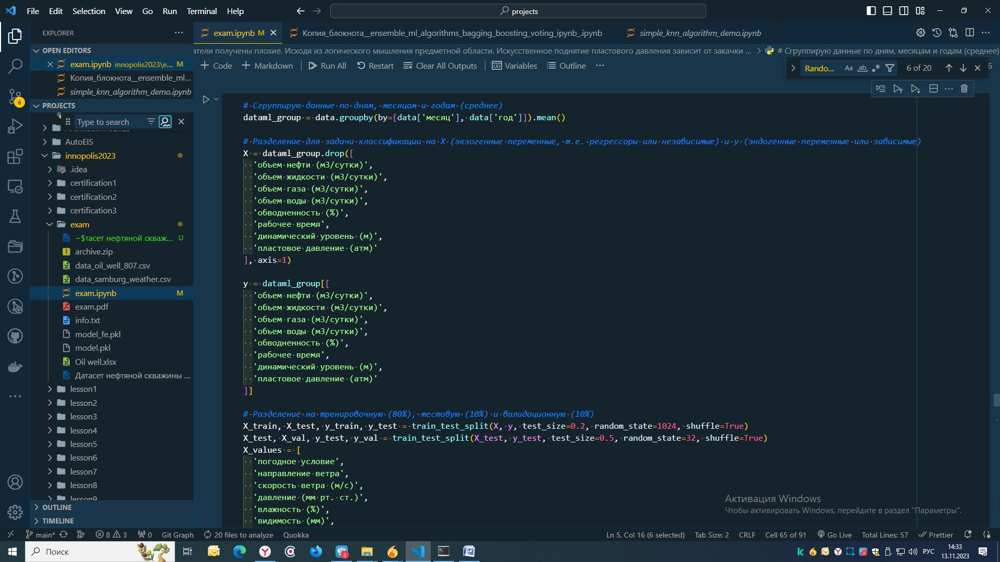 File Edit Selection View Go Run Terminal Help
projects
EXPLORER
OPEN EDITORS
exam.ipynb innopolis2023\e... M
Копия_блокнота__ensemble_ml...
simple_knn_algorithm_demo.ipynb
PROJECTS
Type to search
AutoEIS
innopolis2023
.idea
certification1
certification2
certification3
exam
~$тасет нефтяной скваж... U
archive.zip
data_oil_well_807.csv
data_samburg_weather.csv
exam.ipynb M
exam.pdf
info.txt
model_fe.pkl
model.pkl
Oil well.xlsx
Датасет нефтяной скважины ...
lesson1
lesson2
lesson3
lesson4
lesson5
lesson6
lesson7
lesson8
lesson9
OUTLINE
TIMELINE
exam.ipynb M
Копия_блокнота__ensemble_ml_algorithms_bagging_boosting_voting_ipynb_.ipynb
simple_knn_algorithm_demo.ipynb
атели получены плохие. Исходя из логического мышления предметной области. Искусственное поднятие пластового давления зависит от закачки ... > # Сгруппирую данные по дням, месяцам и годам (среднее)
Code Markdown Run All Restart Clear All Outputs Variables Outline ...
Rando... Aa ab 6 of 20
# Сгруппирую данные по дням, месяцам и годам (среднее)
dataml_group = data.groupby(by=[data['месяц'], data['год']]).mean()
# Разделение для задачи классификации на X (экзогенные переменные, т.е. регрессоры или независимые) и y (эндогенные переменные или зависимые)
X = dataml_group.drop([
'объем нефти (м3/сутки)',
'объем жидкости (м3/сутки)',
'объем газа (м3/сутки)',
'объем воды (м3/сутки)',
'обводненность (%)',
'рабочее время',
'динамический уровень (м)',
'пластовое давление (атм)'
], axis=1)
y = dataml_group[[
'объем нефти (м3/сутки)',
'объем жидкости (м3/сутки)',
'объем газа (м3/сутки)',
'объем воды (м3/сутки)',
'обводненность (%)',
'рабочее время',
'динамический уровень (м)',
'пластовое давление (атм)'
]]
# Разделение на тренировочную (80%), тестовую (10%) и валидационную (10%)
X_train, X_test, y_train, y_test = train_test_split(X, y, test_size=0.2, random_state=1024, shuffle=True)
X_test, X_val, y_test, y_val = train_test_split(X_test, y_test, test_size=0.5, random_state=32, shuffle=True)
X_values = [
'погодное условие',
'направление ветра',
'скорость ветра (м/с)',
'давление (мм рт. ст.)',
'влажность (%)',
'видимость (мм)',
Активация Windows
Чтобы активировать Windows, перейдите в раздел "Параметры".
6
main* 8 3 0 Git Graph 20 files to analyze Quokka
Ln 5, Col 16 (6 selected) Tab Size: 2 CRLF Cell 65 of 91 Go Live Total Lines: 57 Prettier
Поиск
3
3
РУС
14:33
13.11.2023